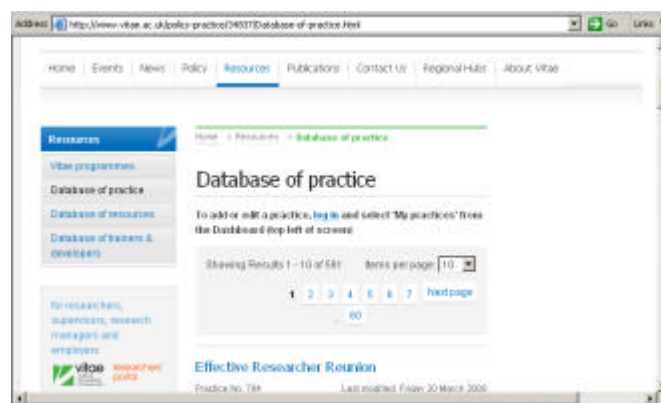 Address http://www.vitae.ac.uk/policy-practice/34837/Database-of-practice.html Go Links
Home Events News Policy Resources Publications Contact Us Regional Hubs About Vitae
Resources
Vitae programmes
Database of practice
Database of resources
Database of trainers & developers
for researchers,
supervisors, research
managers and
employers
vitae researchers'
portal
Home > Resources > Database of practice
Database of practice
To add or edit a practice, log in and select 'My practices' from
the Dashboard (top left of screen)
Showing Results 1 - 10 of 591 Items per page: 10
1 2 3 4 5 6 7 Next page
... 60
Effective Researcher Reunion
Practice No. 784 Last modified: Friday 20 March 2009